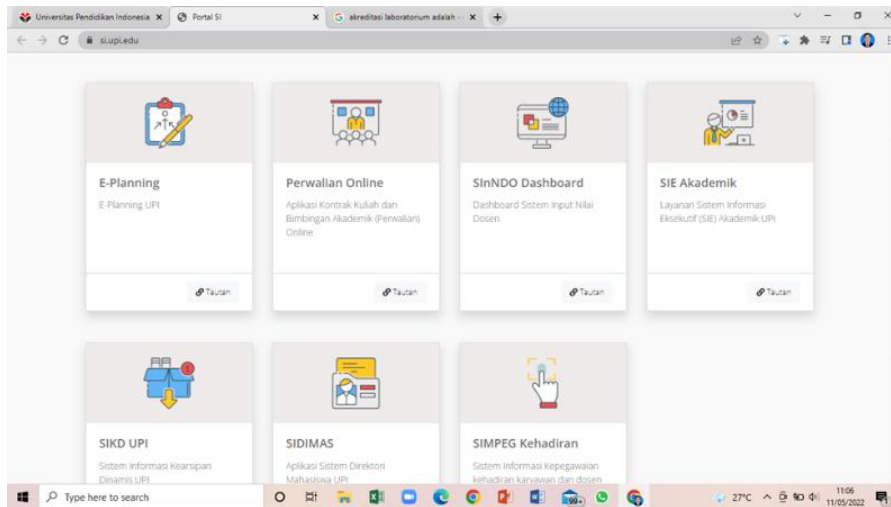 Universitas Pendidikan Indonesia
Portal SI
akreditasi laboratorium adalah -
si.upi.edu
E-Planning
E-Planning UPI
Tautan
Perwalian Online
Aplikasi Kontrak Kuliah dan
Bimbingan Akademik (Perwalian)
Online
Tautan
SInNDO Dashboard
Dashboard Sistem Input Nilai
Dosen
Tautan
SIE Akademik
Layanan Sistem Informasi
Eksekutif (SIE) Akademik UPI
Tautan
1
SIKD UPI
Sistem Informasi Kearsipan
Dinamis UPI
SIDIMAS
Aplikasi Sistem Direktori
Mahasiswa UPI
SIMPEG Kehadiran
Sistem Informasi Kepegawaian
kehadiran karyawan dan dosen
Type here to search
99+
27°C
11:06
11/05/2022